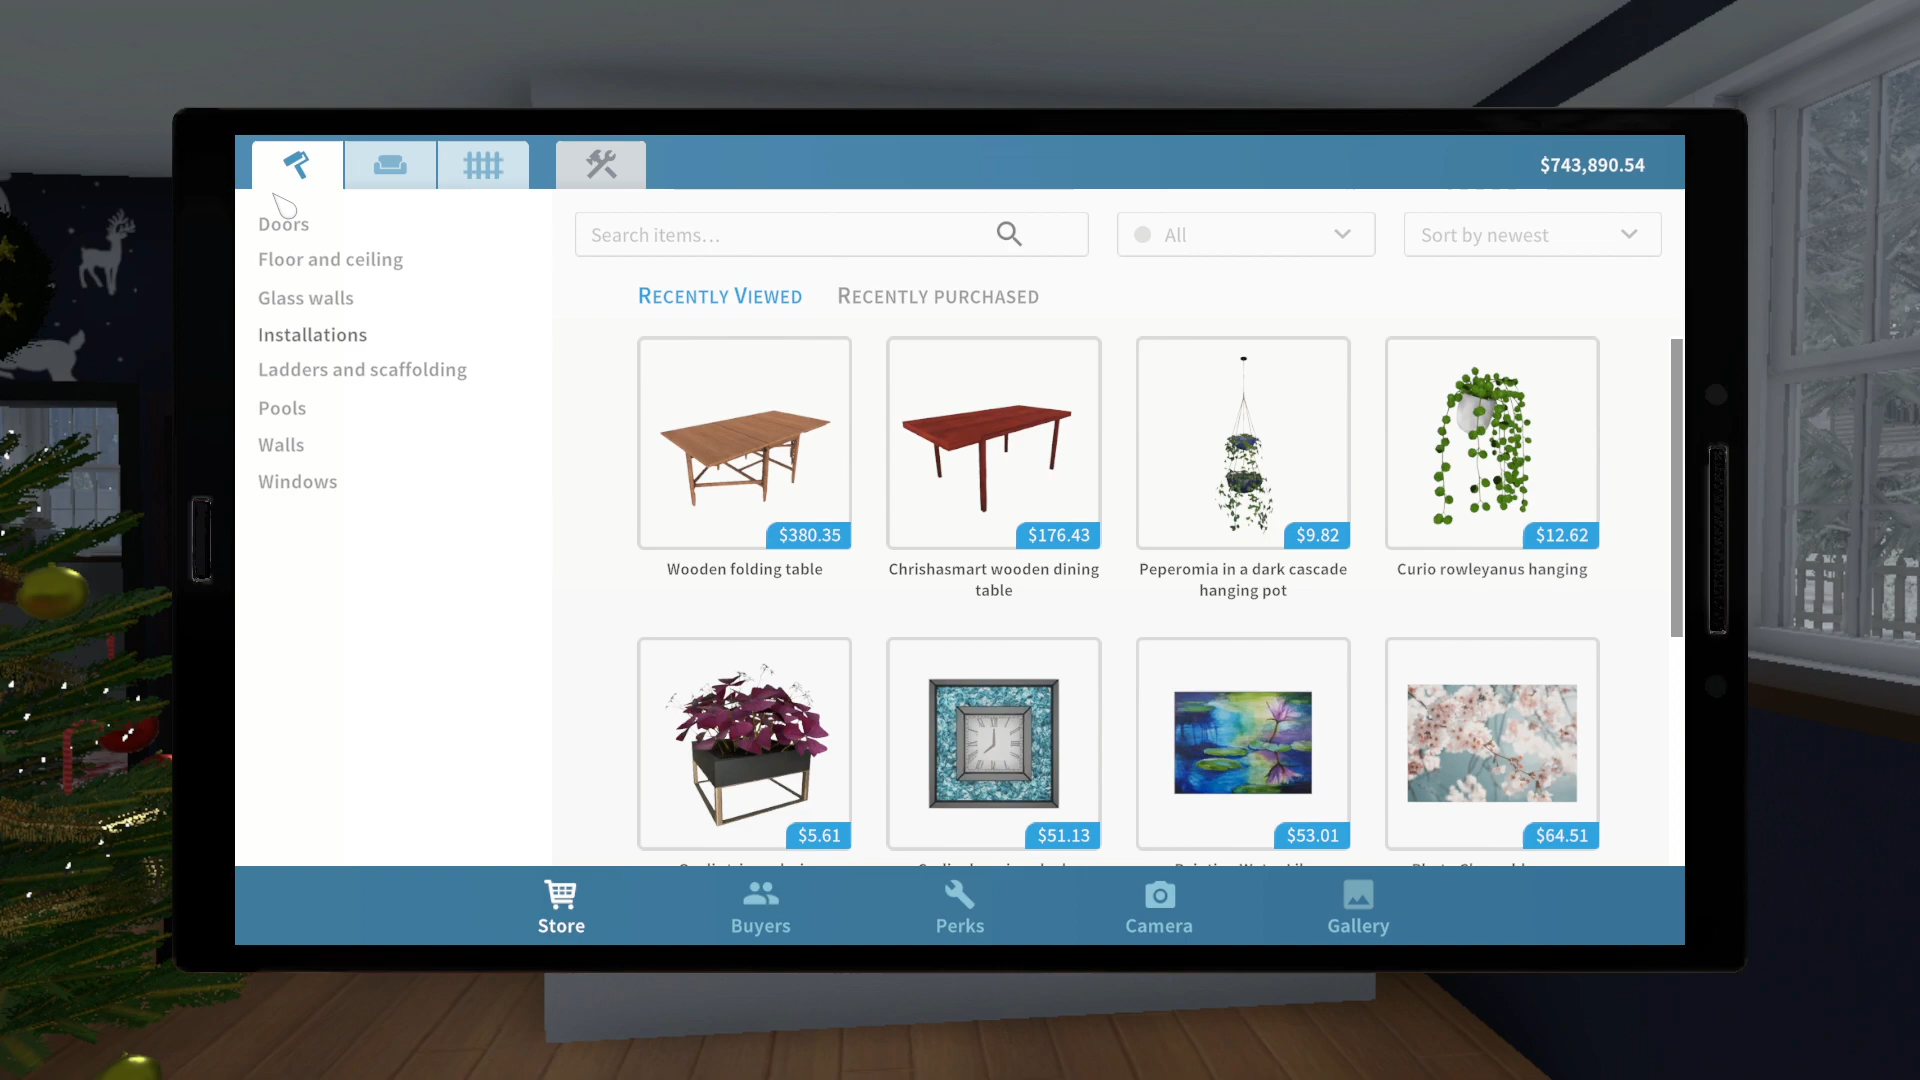 $743,890.54
Doors
Floor and ceiling
Glass walls
Installations
Ladders and scaffolding
Pools
Walls
Windows
Search items...
All
Sort by newest
RECENTLY VIEWED
RECENTLY PURCHASED
$380.35
$176.43
$9.82
$12.62
Wooden folding table
Chrishasmart wooden dining
table
Peperomia in a dark cascade
hanging pot
Curio rowleyanus hanging
$5.61
$51.13
$53.01
$64.51
Store
Buyers
Perks
Camera
Gallery